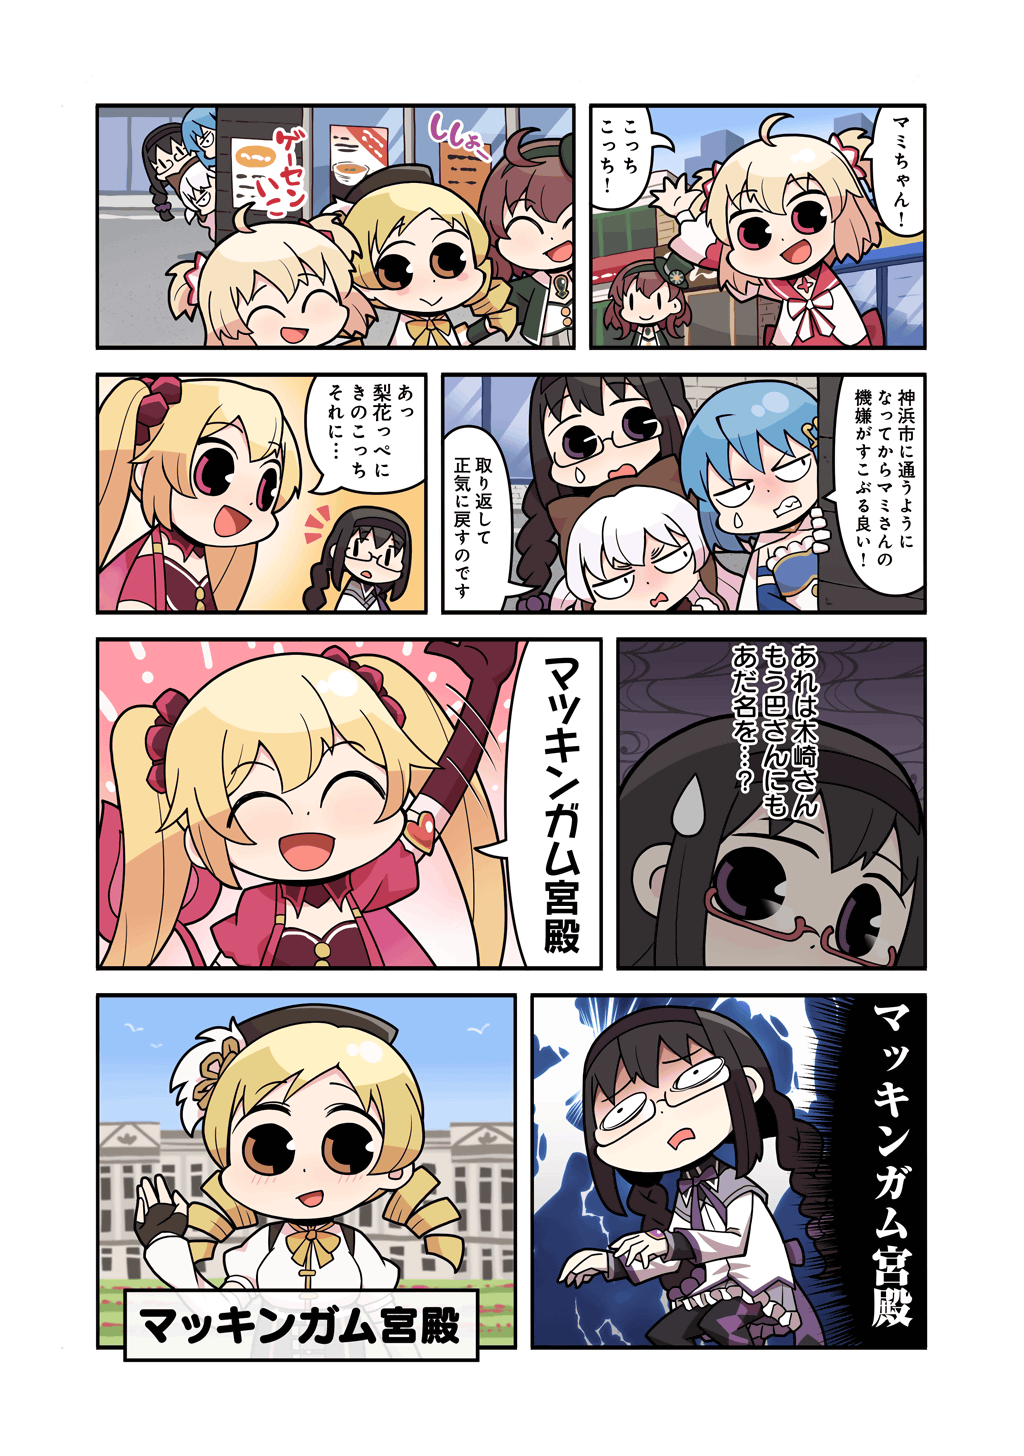 マミちゃん!
こっち
こっち!
ししょー
ゲーセン
いこ
神浜市に通うように
なってからマミさんの
機嫌がすこぶる良い!
取り返して
正気に戻すのです
あっ
梨花っぺに
きのこっち
それに…
あれは木崎さん
もう巴さんにも
あだ名を…?
マッキンガム宮殿
マッキンガム宮殿
マッキンガム宮殿